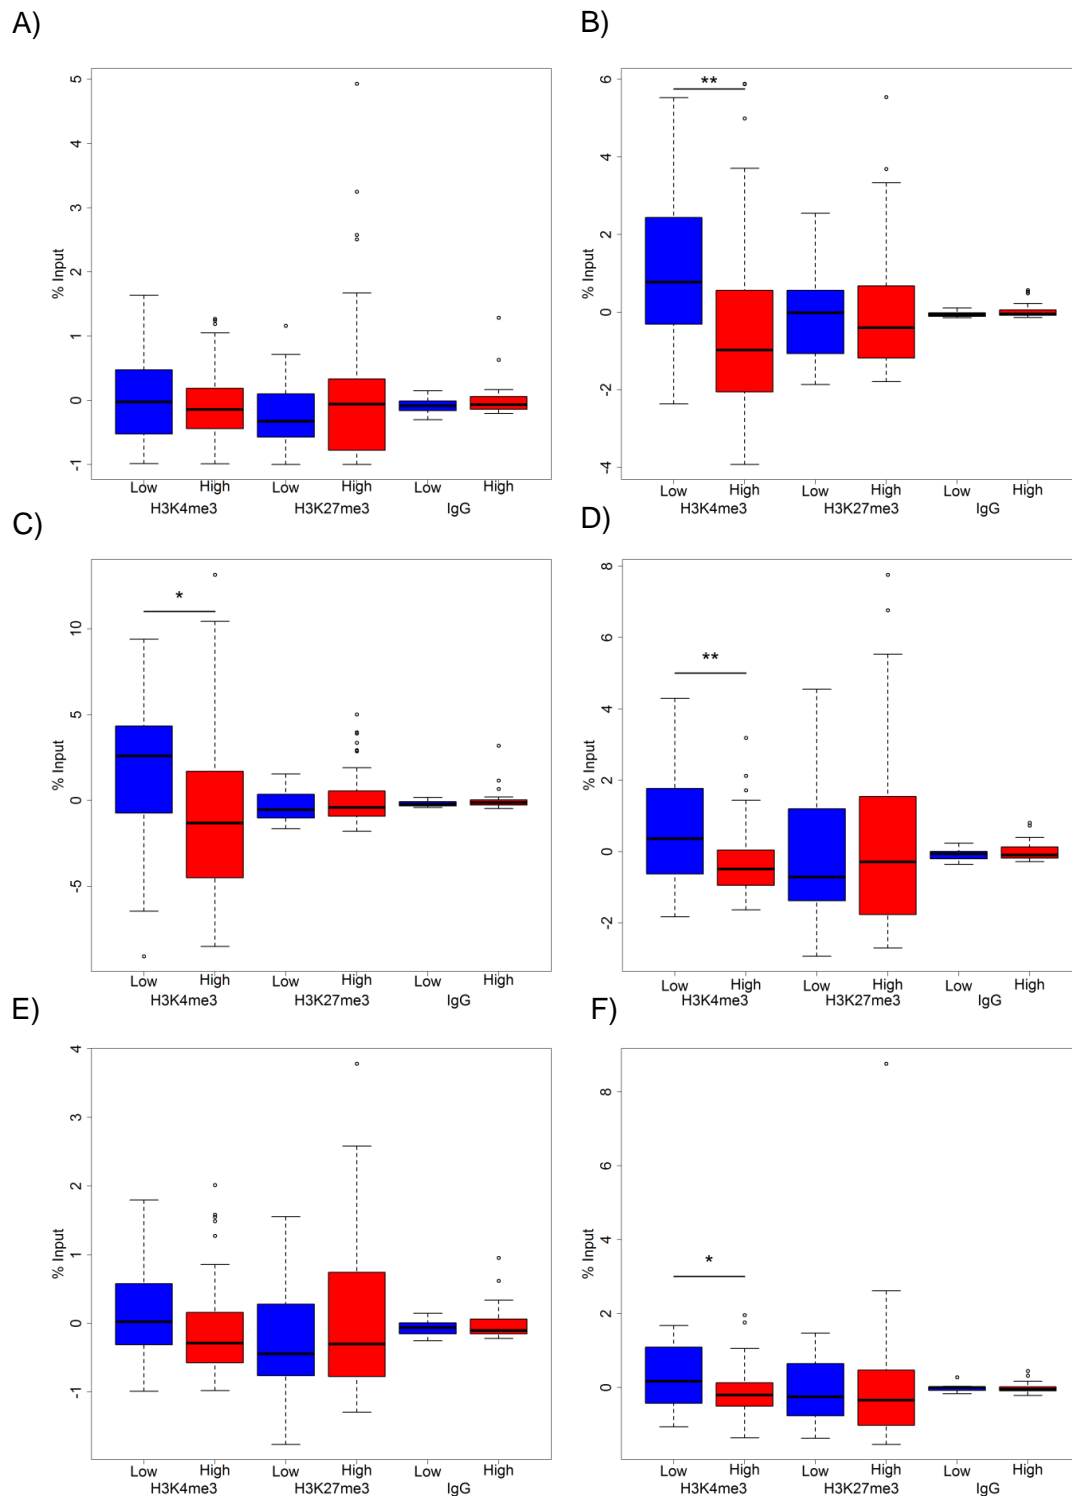 A)
B)
5
4
3
2
1
0
-1
% Input
Low High Low High Low High
H3K4me3 H3K27me3 IgG
6
4
2
0
-2
-4
% Input
**
Low High Low High Low High
H3K4me3 H3K27me3 IgG
C)
D)
10
5
0
-5
% Input
*
Low High Low High Low High
H3K4me3 H3K27me3 IgG
8
6
4
2
0
-2
% Input
**
Low High Low High Low High
H3K4me3 H3K27me3 IgG
E)
F)
4
3
2
1
0
-1
% Input
Low High Low High Low High
H3K4me3 H3K27me3 IgG
8
6
4
2
0
% Input
*
Low High Low High Low High
H3K4me3 H3K27me3 IgG